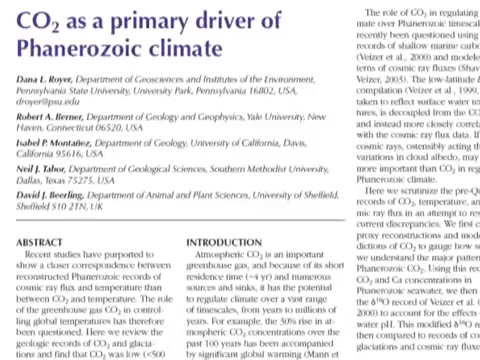 CO2 as a primary driver of
Phanerozoic climate
Dana L. Royer, Department of Geosciences and Institutes of the Environment,
Pennsylvania State University, University Park, Pennsylvania 16802, USA,
droyer@psu.edu
Robert A. Berner, Department of Geology and Geophysics, Yale University, New
Haven, Connecticut 06520, USA
Isabel P. Montañez, Department of Geology, University of California, Davis,
California 95616, USA
Neil J. Tabor, Department of Geological Sciences, Southern Methodist University,
Dallas, Texas 75275, USA
David J. Beerling, Department of Animal and Plant Sciences, University of Sheffield,
Sheffield S10 2TN, UK
ABSTRACT
Recent studies have purported to
show a closer correspondence between
reconstructed Phanerozoic records of
cosmic ray flux and temperature than
between CO2 and temperature. The role
of the greenhouse gas CO2 in control-
ling global temperatures has therefore
been questioned. Here we review the
geologic records of CO2 and glacia-
tions and find that CO2 was low (<500
INTRODUCTION
Atmospheric CO2 is an important
greenhouse gas, and because of its short
residence time (~4 yr) and numerous
sources and sinks, it has the potential
to regulate climate over a vast range
of timescales, from years to millions of
years. For example, the 30% rise in at-
mospheric CO2 concentrations over the
past 100 years has been accompanied
by significant global warming (Mann et
The role of CO2 in regulating
mate over Phanerozoic timescal
recently been questioned using
records of shallow marine carbo
(Veizer et al., 2000) and modele
terns of cosmic ray fluxes (Shav
Veizer, 2003). The low-latitude δ
compilation (Veizer et al., 1999,
taken to reflect surface water te
tures, is decoupled from the CO
and instead more closely correla
with the cosmic ray flux data. If
cosmic rays, ostensibly acting th
variations in cloud albedo, may
more important than CO2 in reg
Phanerozoic climate.
Here we scrutinize the pre-Qu
records of CO2, temperature, an
mic ray flux in an attempt to res
current discrepancies. We first c
proxy reconstructions and mode
dictions of CO2 to gauge how w
we understand the major patter
Phanerozoic CO2. Using this rec
CO2 and Ca concentrations in
Phanerozoic seawater, we then
the δ18O record of Veizer et al. (
2000) to account for the effects
water pH. This modified δ18O r
then compared to records of co
glaciations and cosmic ray flux